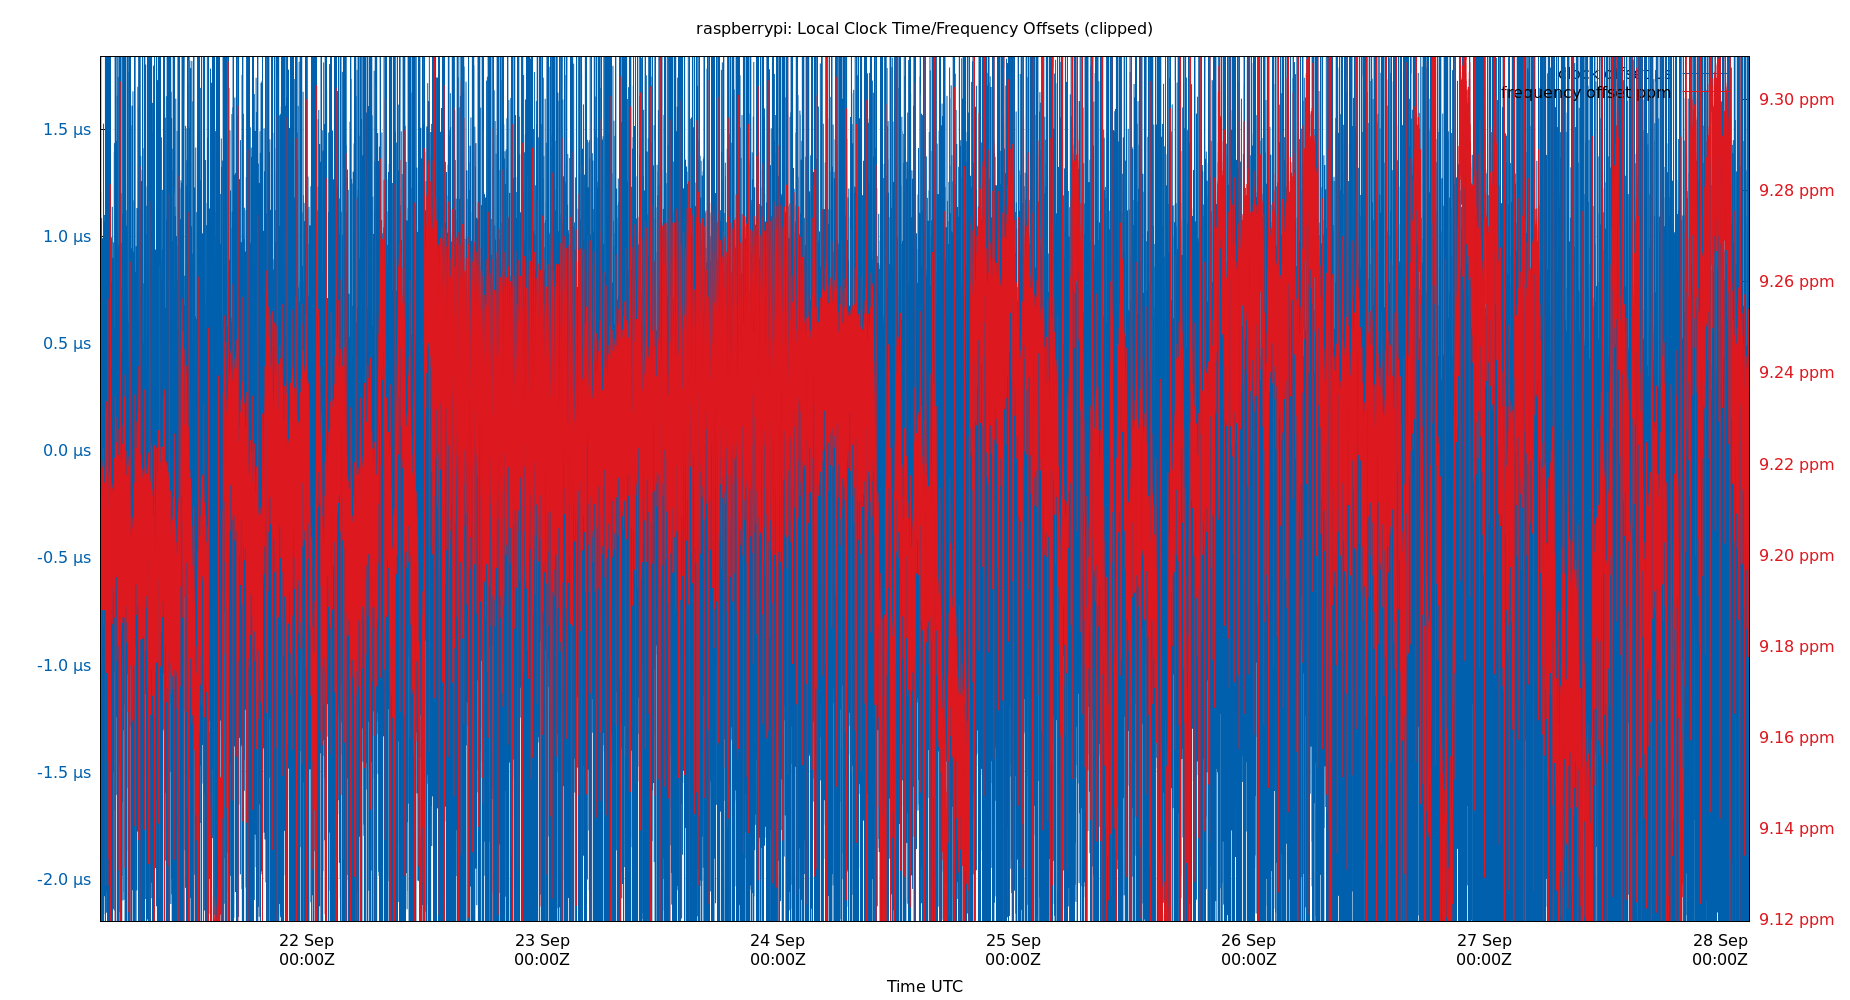 raspberrypi: Local Clock Time/Frequency Offsets (clipped)
clock offset µs
frequency offset ppm
1.5 µs
1.0 µs
0.5 µs
0.0 µs
-0.5 µs
-1.0 µs
-1.5 µs
-2.0 µs
9.30 ppm
9.28 ppm
9.26 ppm
9.24 ppm
9.22 ppm
9.20 ppm
9.18 ppm
9.16 ppm
9.14 ppm
9.12 ppm
22 Sep 23 Sep 24 Sep 25 Sep 26 Sep 27 Sep 28 Sep
00:00Z 00:00Z 00:00Z 00:00Z 00:00Z 00:00Z 00:00Z
Time UTC